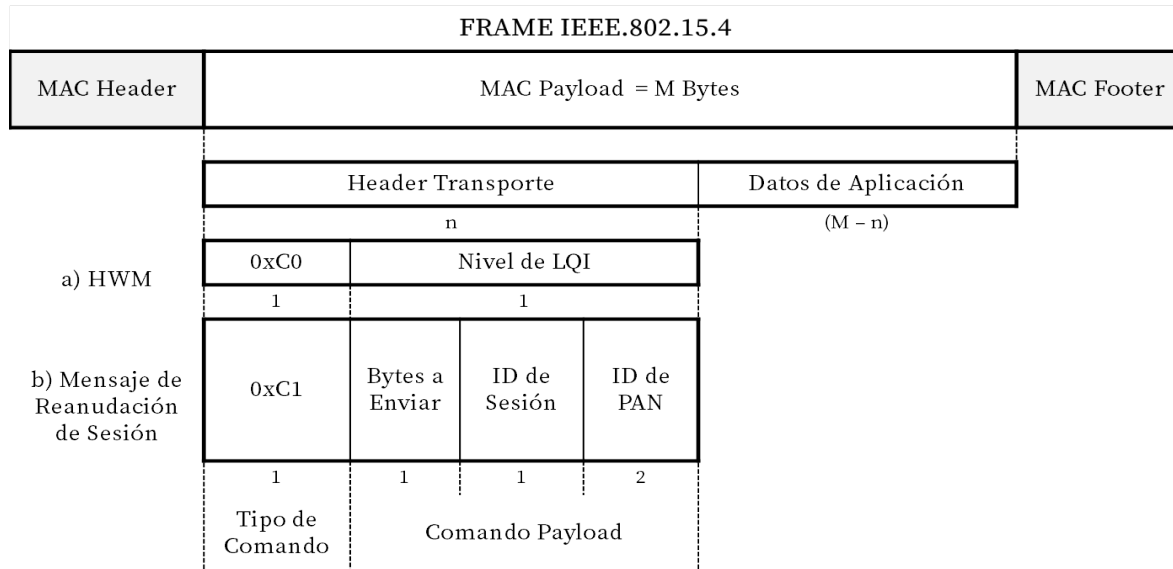 FRAME IEEE.802.15.4
MAC Header
MAC Payload = M Bytes
MAC Footer
Header Transporte
Datos de Aplicación
n
(M – n)
a) HWM
0xC0
Nivel de LQI
1
1
b) Mensaje de
Reanudación
de Sesión
0xC1
Bytes a
Enviar
ID de
Sesión
ID de
PAN
1
1
1
2
Tipo de
Comando
Comando Payload